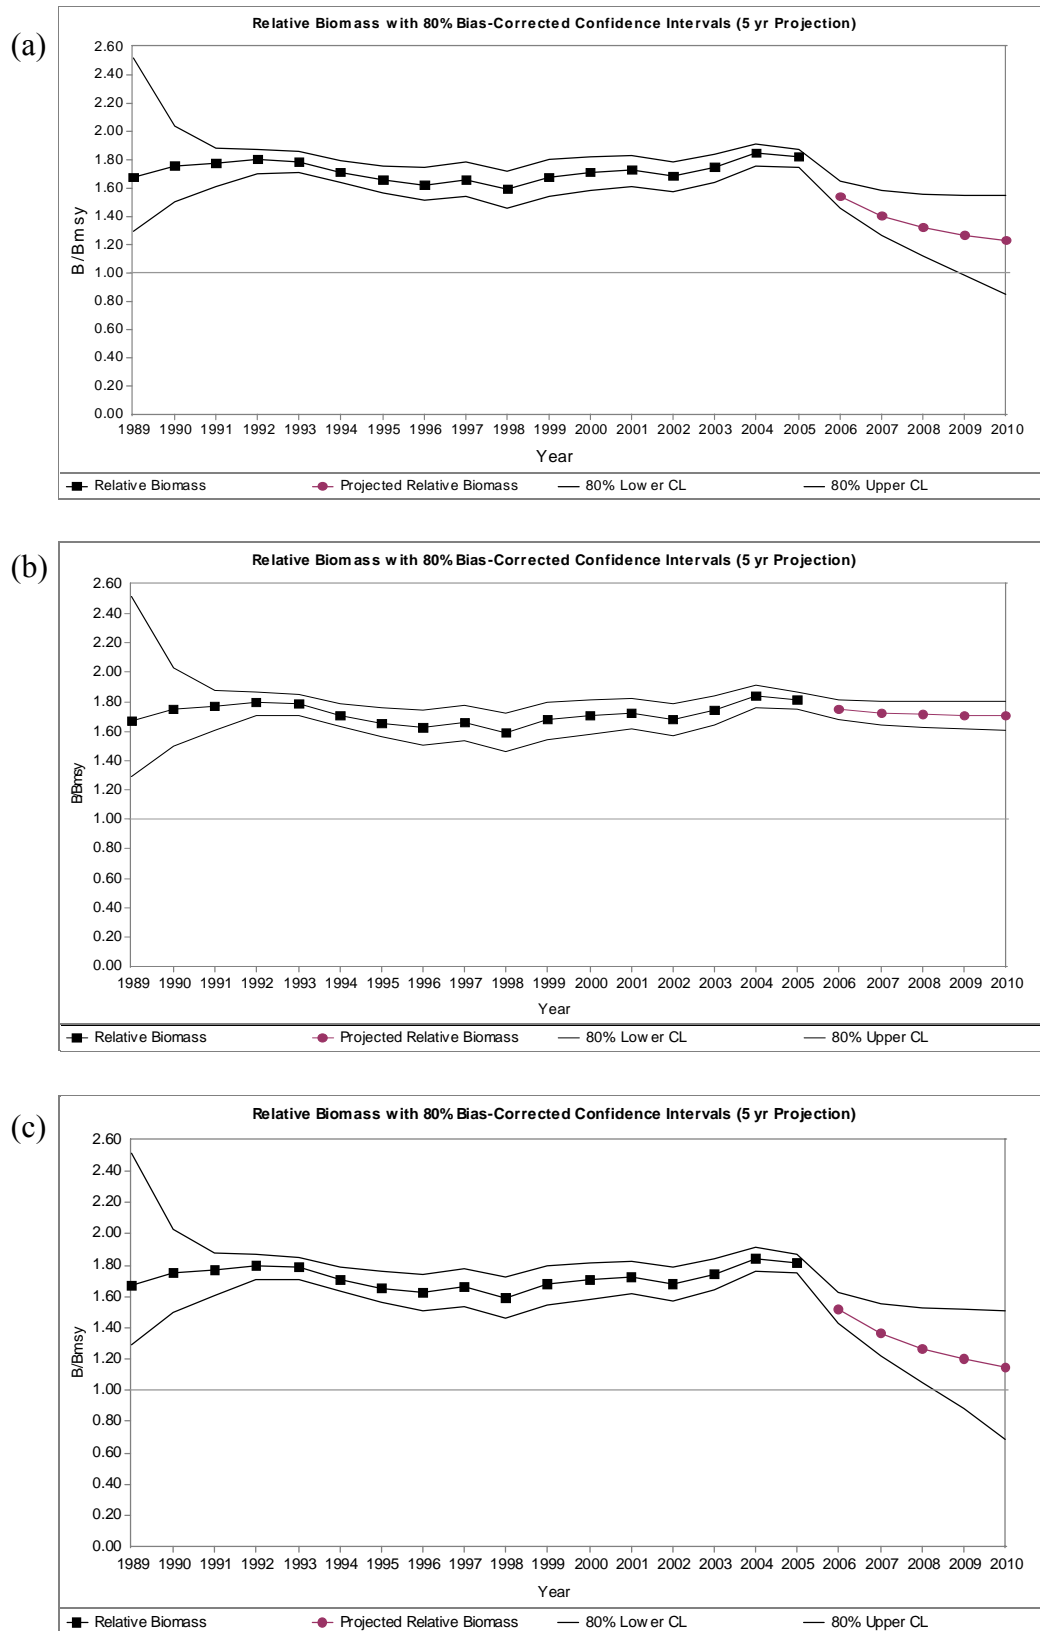 (a)
Relative Biomass with 80% Bias-Corrected Confidence Intervals (5 yr Projection)
2.60
2.40
2.20
2.00
1.80
1.60
1.40
1.20
1.00
0.80
0.60
0.40
0.20
0.00
B/Bmsy
1989 1990 1991 1992 1993 1994 1995 1996 1997 1998 1999 2000 2001 2002 2003 2004 2005 2006 2007 2008 2009 2010
Year
Relative Biomass Projected Relative Biomass 80% Lower CL 80% Upper CL
(b)
Relative Biomass with 80% Bias-Corrected Confidence Intervals (5 yr Projection)
2.60
2.40
2.20
2.00
1.80
1.60
1.40
1.20
1.00
0.80
0.60
0.40
0.20
0.00
B/Bmsy
1989 1990 1991 1992 1993 1994 1995 1996 1997 1998 1999 2000 2001 2002 2003 2004 2005 2006 2007 2008 2009 2010
Year
Relative Biomass Projected Relative Biomass 80% Lower CL 80% Upper CL
(c)
Relative Biomass with 80% Bias-Corrected Confidence Intervals (5 yr Projection)
2.60
2.40
2.20
2.00
1.80
1.60
1.40
1.20
1.00
0.80
0.60
0.40
0.20
0.00
B/Bmsy
1989 1990 1991 1992 1993 1994 1995 1996 1997 1998 1999 2000 2001 2002 2003 2004 2005 2006 2007 2008 2009 2010
Year
Relative Biomass Projected Relative Biomass 80% Lower CL 80% Upper CL